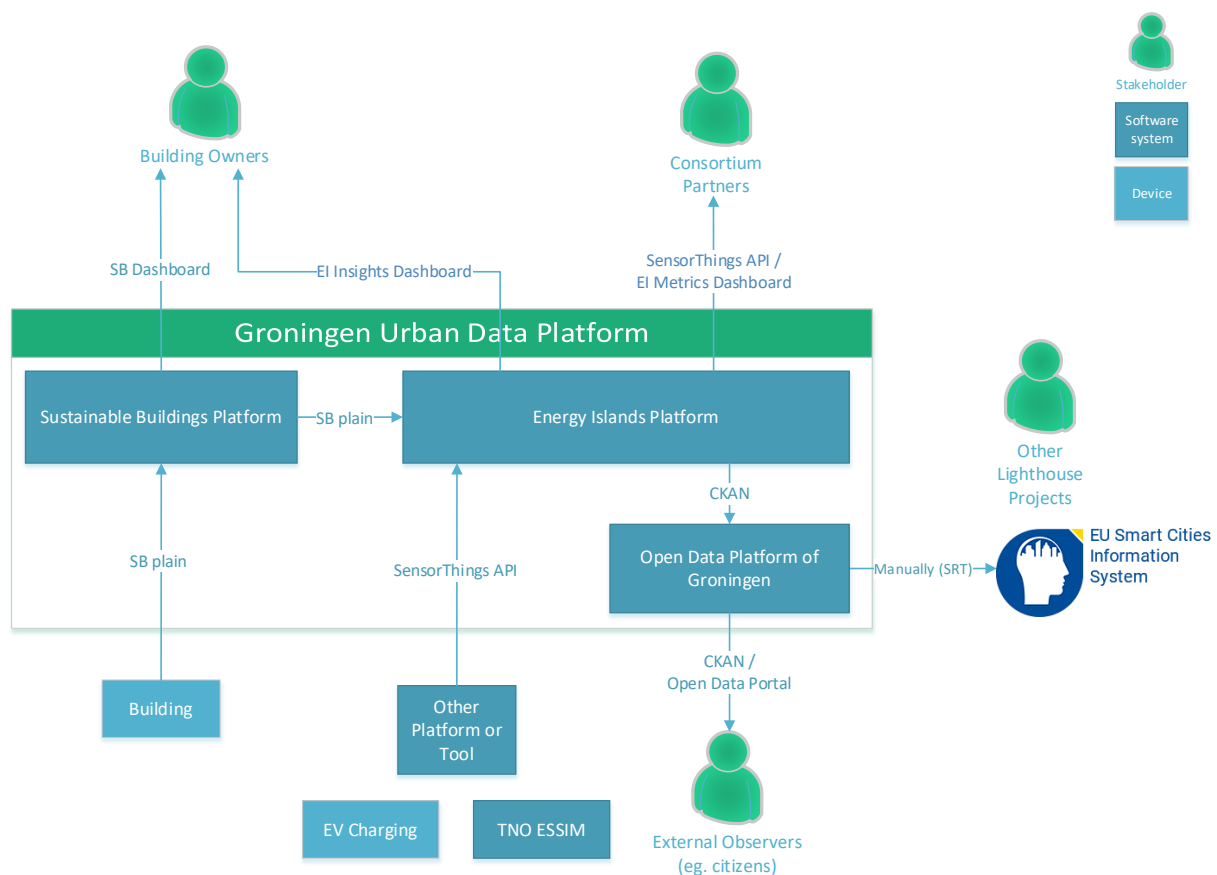 Stakeholder
Software
system
Device
Building Owners
Consortium
Partners
SB Dashboard
EI Insights Dashboard
SensorThings API /
EI Metrics Dashboard
Groningen Urban Data Platform
Sustainable Buildings Platform
SB plain
Energy Islands Platform
Other
Lighthouse
Projects
CKAN
SB plain
SensorThings API
Open Data Platform of
Groningen
Manually (SRT)
EU Smart Cities
Information
System
CKAN /
Open Data Portal
Building
Other
Platform or
Tool
EV Charging
TNO ESSIM
External Observers
(eg. citizens)